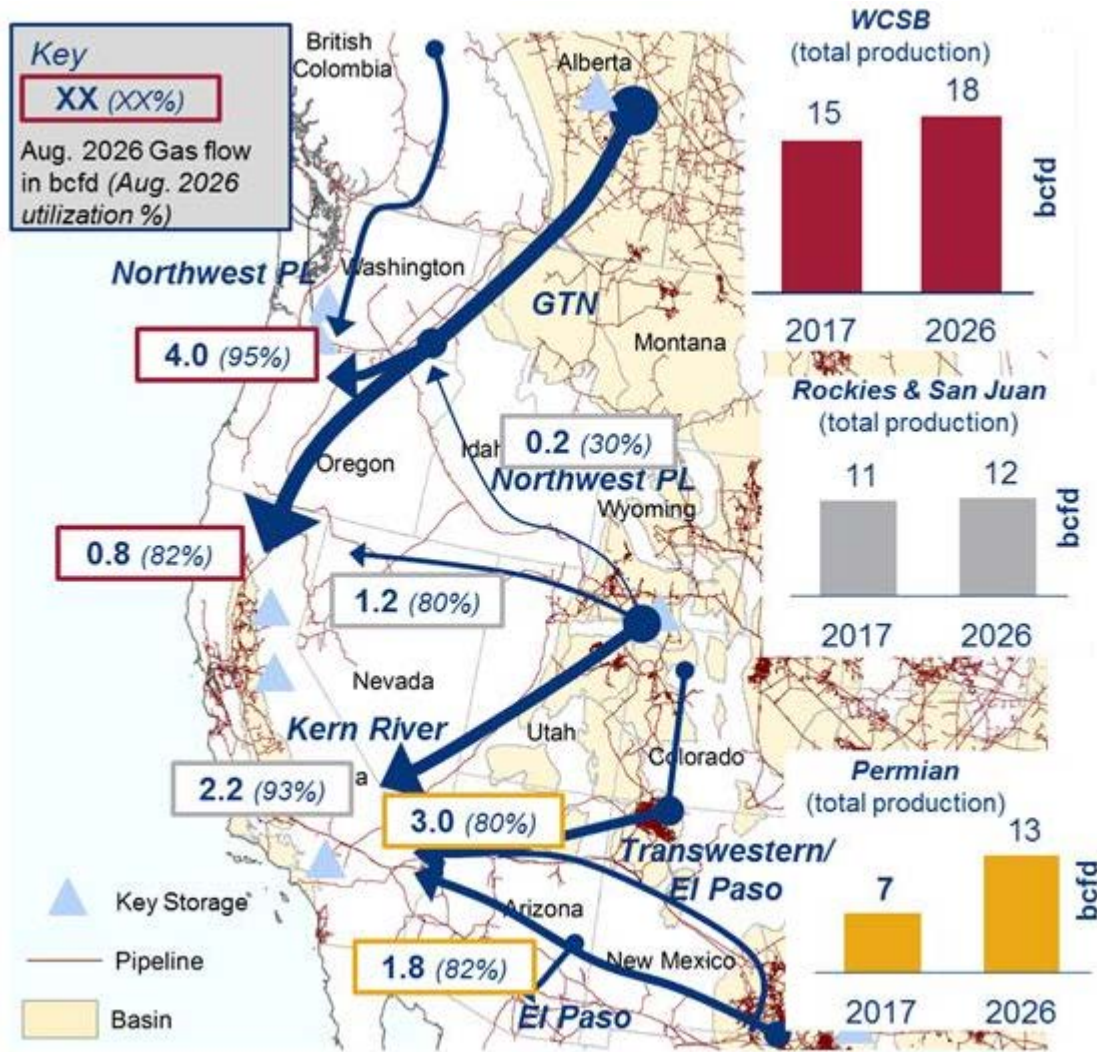 Key
XX (XX%)
Aug. 2026 Gas flow
in bcfd (Aug. 2026
utilization %)
British
Colombia
Alberta
WCSB
(total production)
15
18
bcfd
2017
2026
Northwest PL
Washington
GTN
Montana
4.0 (95%)
Rockies & San Juan
(total production)
11
12
bcfd
2017
2026
0.2 (30%)
Idah
Northwest PL
Oregon
Wyoming
0.8 (82%)
1.2 (80%)
Nevada
Kern River
Utah
Colorado
a
2.2 (93%)
3.0 (80%)
Permian
(total production)
7
13
bcfd
2017
2026
Transwestern/
El Paso
Key Storage
Arizona
1.8 (82%)
New Mexico
Pipeline
El Paso
Basin